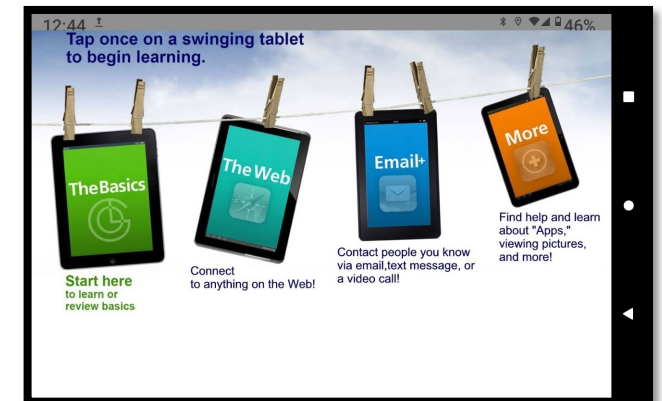 12:44
46%
Tap once on a swinging tablet
to begin learning.
The Basics
The Web
Email+
More
Start here
to learn or
review basics
Connect
to anything on the Web!
Contact people you know
via email,text message, or
a video call!
Find help and learn
about "Apps,"
viewing pictures,
and more!